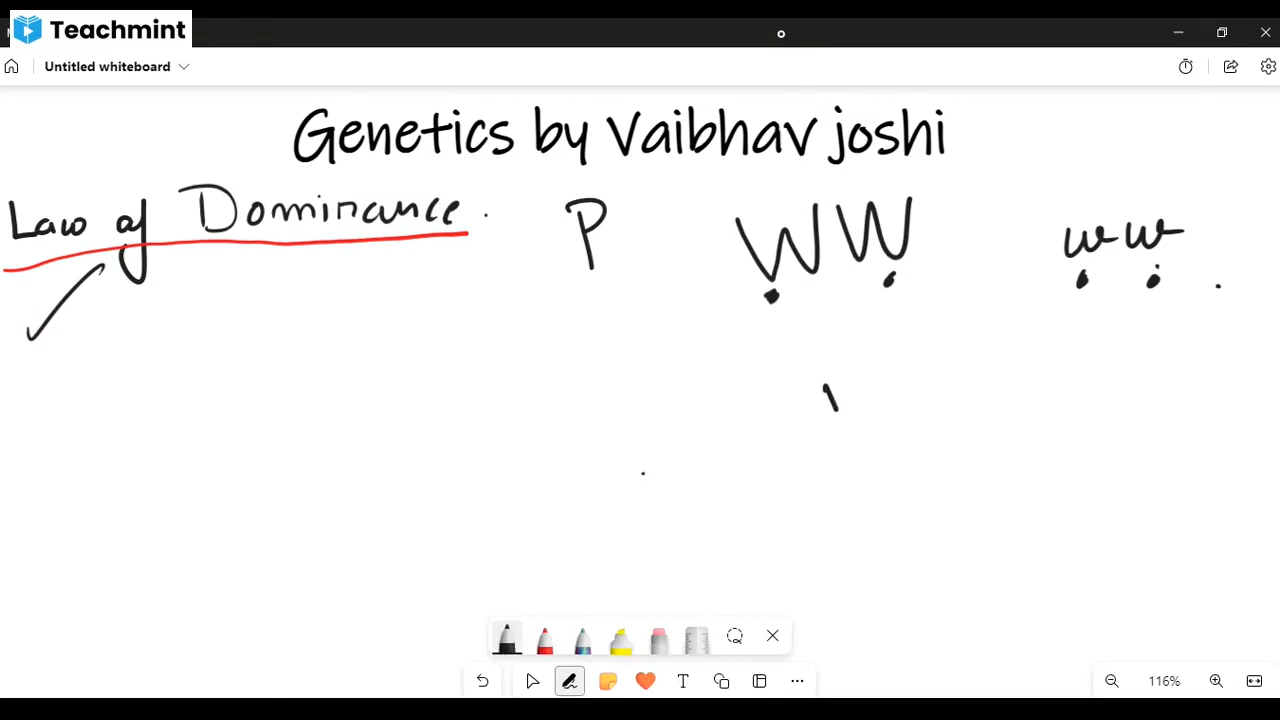 Teachmint
Untitled whiteboard
Genetics by Vaibhav joshi
Law of Dominance. P WW ww
116%